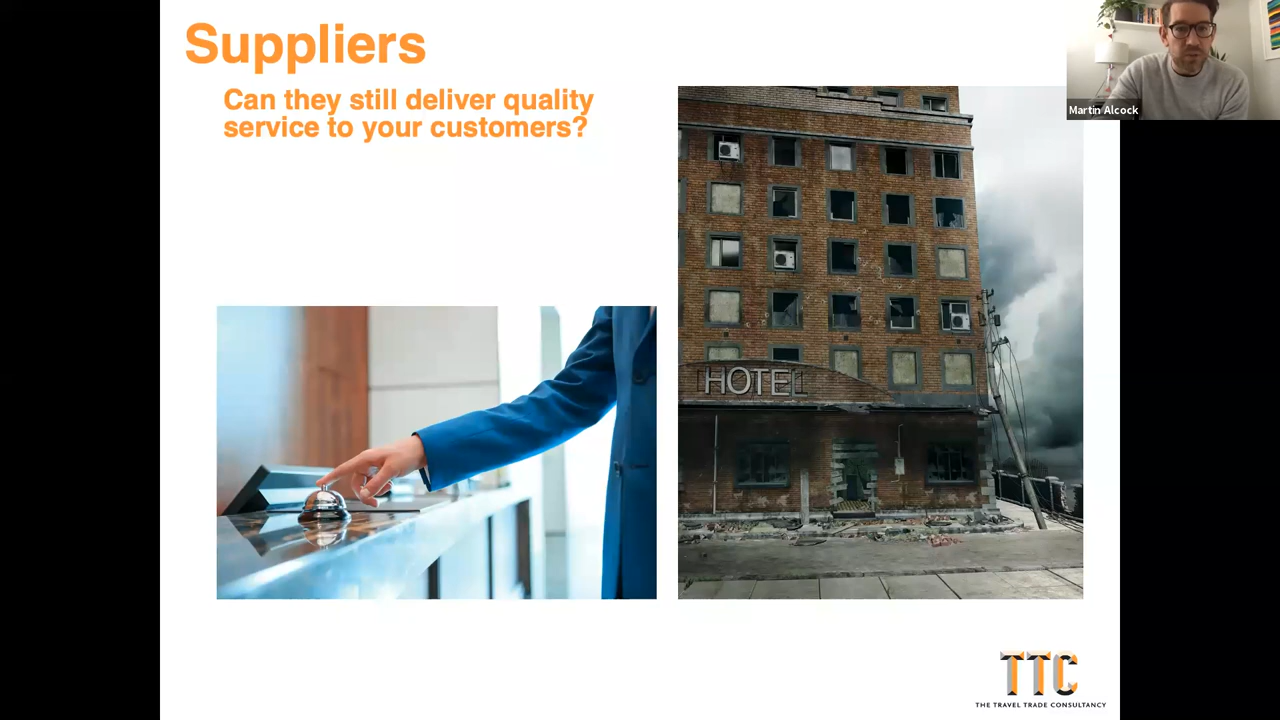 Suppliers
Can they still deliver quality
service to your customers?
Martin Alcock
HOTEL
TTC
THE TRAVEL TRADE CONSULTANCY